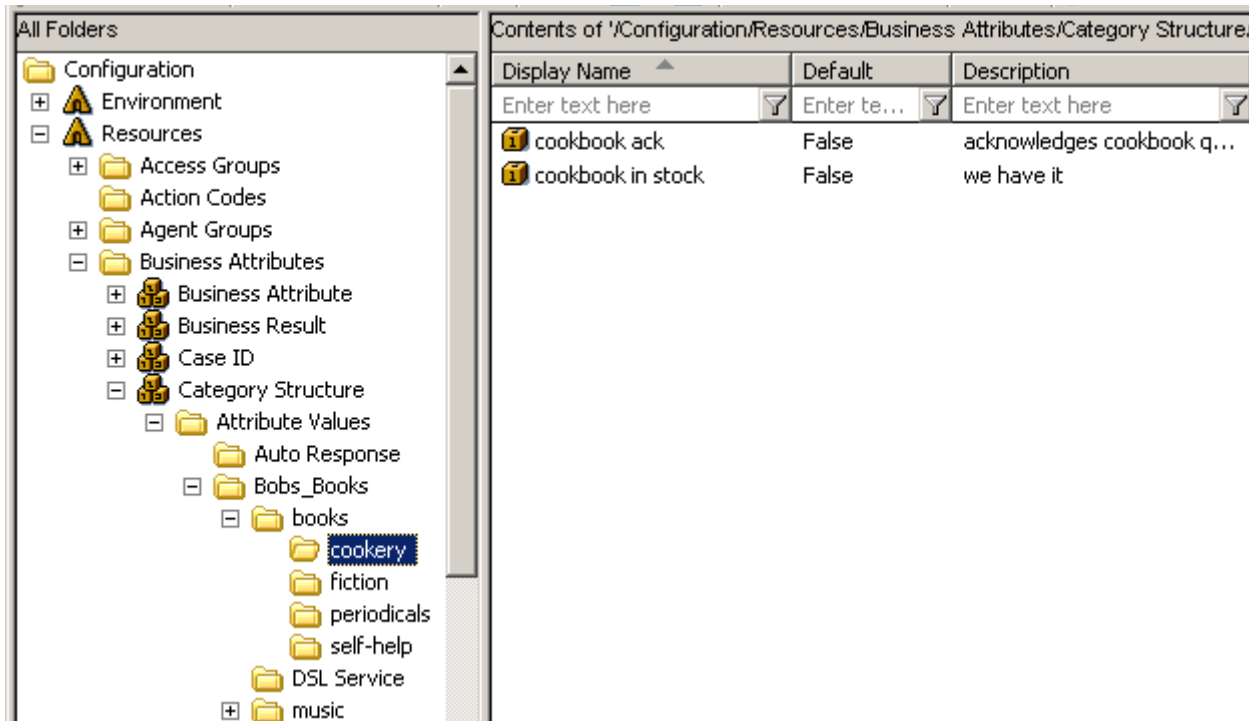 All Folders
Configuration
Environment
Resources
Access Groups
Action Codes
Agent Groups
Business Attributes
Business Attribute
Business Result
Case ID
Category Structure
Attribute Values
Auto Response
Bobs_Books
books
cookery
fiction
periodicals
self-help
DSL Service
music
Contents of '/Configuration/Resources/Business Attributes/Category Structure
Display Name Default Description
Enter text here Enter te... Enter text here
cookbook ack False acknowledges cookbook q...
cookbook in stock False we have it